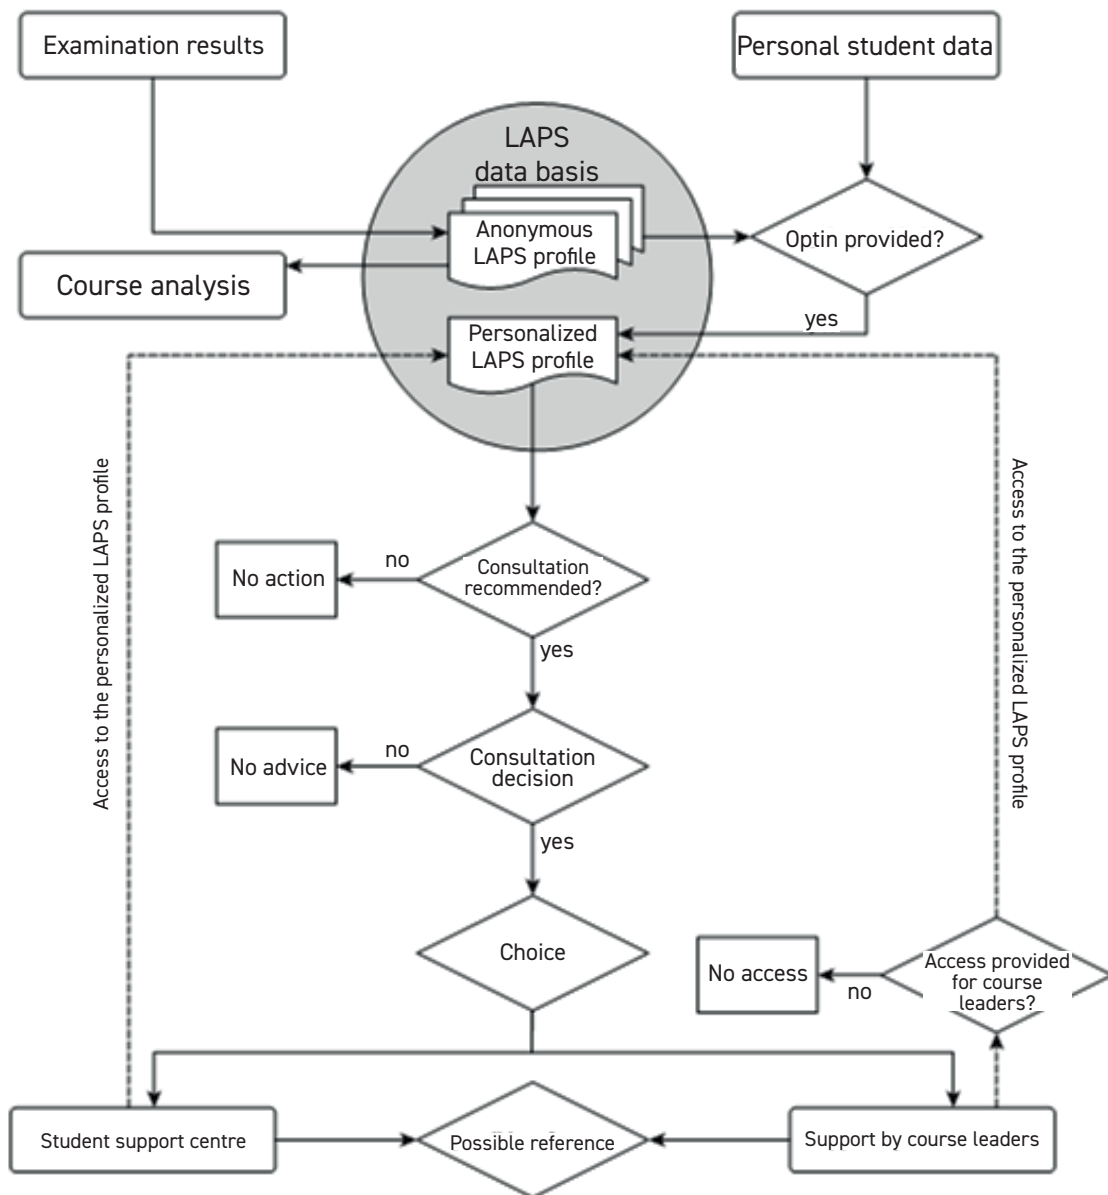 Examination results
Personal student data
LAPS
data basis
Anonymous
LAPS profile
Optin provided?
Course analysis
yes
Personalized
LAPS profile
Access to the personalized LAPS profile
Access to the personalized LAPS profile
Consultation
recommended?
no
No action
yes
Consultation
decision
no
No advice
yes
Choice
Access provided
for course
leaders?
no
No access
Student support centre
Possible reference
Support by course leaders